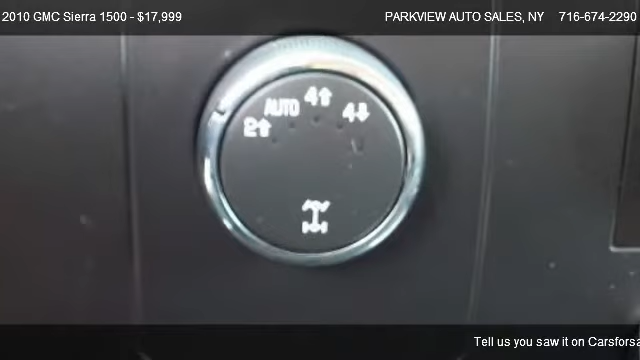 2010 GMC Sierra 1500 - $17,999 PARKVIEW AUTO SALES, NY 716-674-2290
2↑ AUTO 4↑ 4↓
Tell us you saw it on Carsforsa